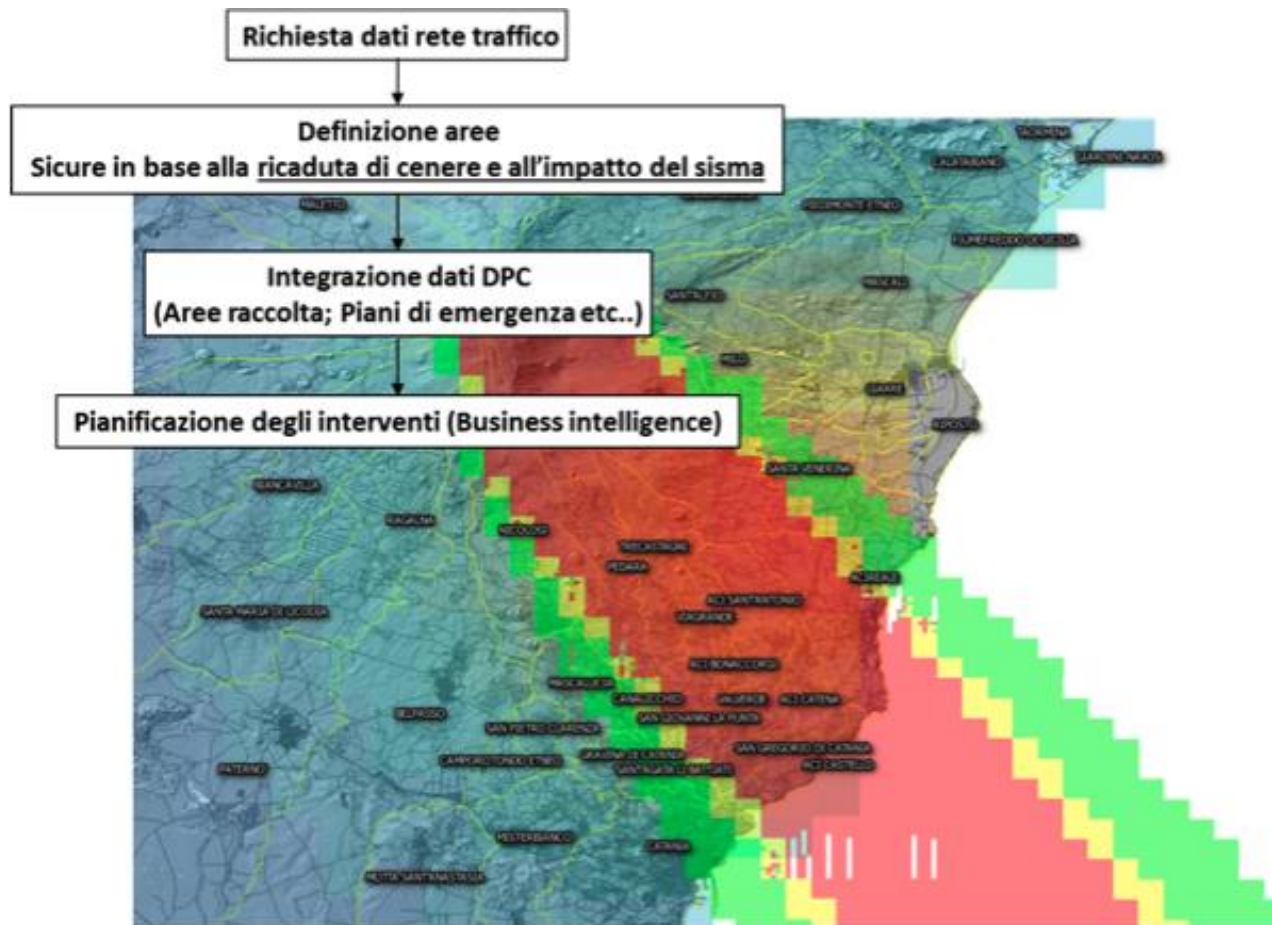 Richiesta dati rete traffico
Definizione aree
Sicure in base alla ricaduta di cenere e all'impatto del sisma
Integrazione dati DPC
(Aree raccolta; Piani di emergenza etc..)
Pianificazione degli interventi (Business intelligence)
TAORMINA
GIARDINI-NAXOS
CALATABIANO
MALETTO
PIEDIMONTE ETNEO
FIUMEFREDDO DI SICILIA
MASCALI
SANT'ALFIO
MILO
GIARRE
RIPOSTO
SANTA VENERINA
BIANCAVILLA
RAGALNA
NICOLOSI
TRECASTAGNI
PEDARA
ACIREALE
ACI SANT'ANTONIO
SANTA MARIA DI LICODIA
VIAGRANDE
ACI BONACCORSI
MASCALUCIA
CANALICCHIO
VALVERDE
ACI CATENA
BELPASSO
SAN GIOVANNI LA PUNTA
SAN PIETRO CLARENZA
SAN GREGORIO DI CATANIA
GRAVINA DI CATANIA
CAMPOROTONDO ETNEO
ACI CASTELLO
PATERNO
SANT'AGATA LI BATTIATI
MISTERBIANCO
CATANIA
MOTTA SANT'ANASTASIA